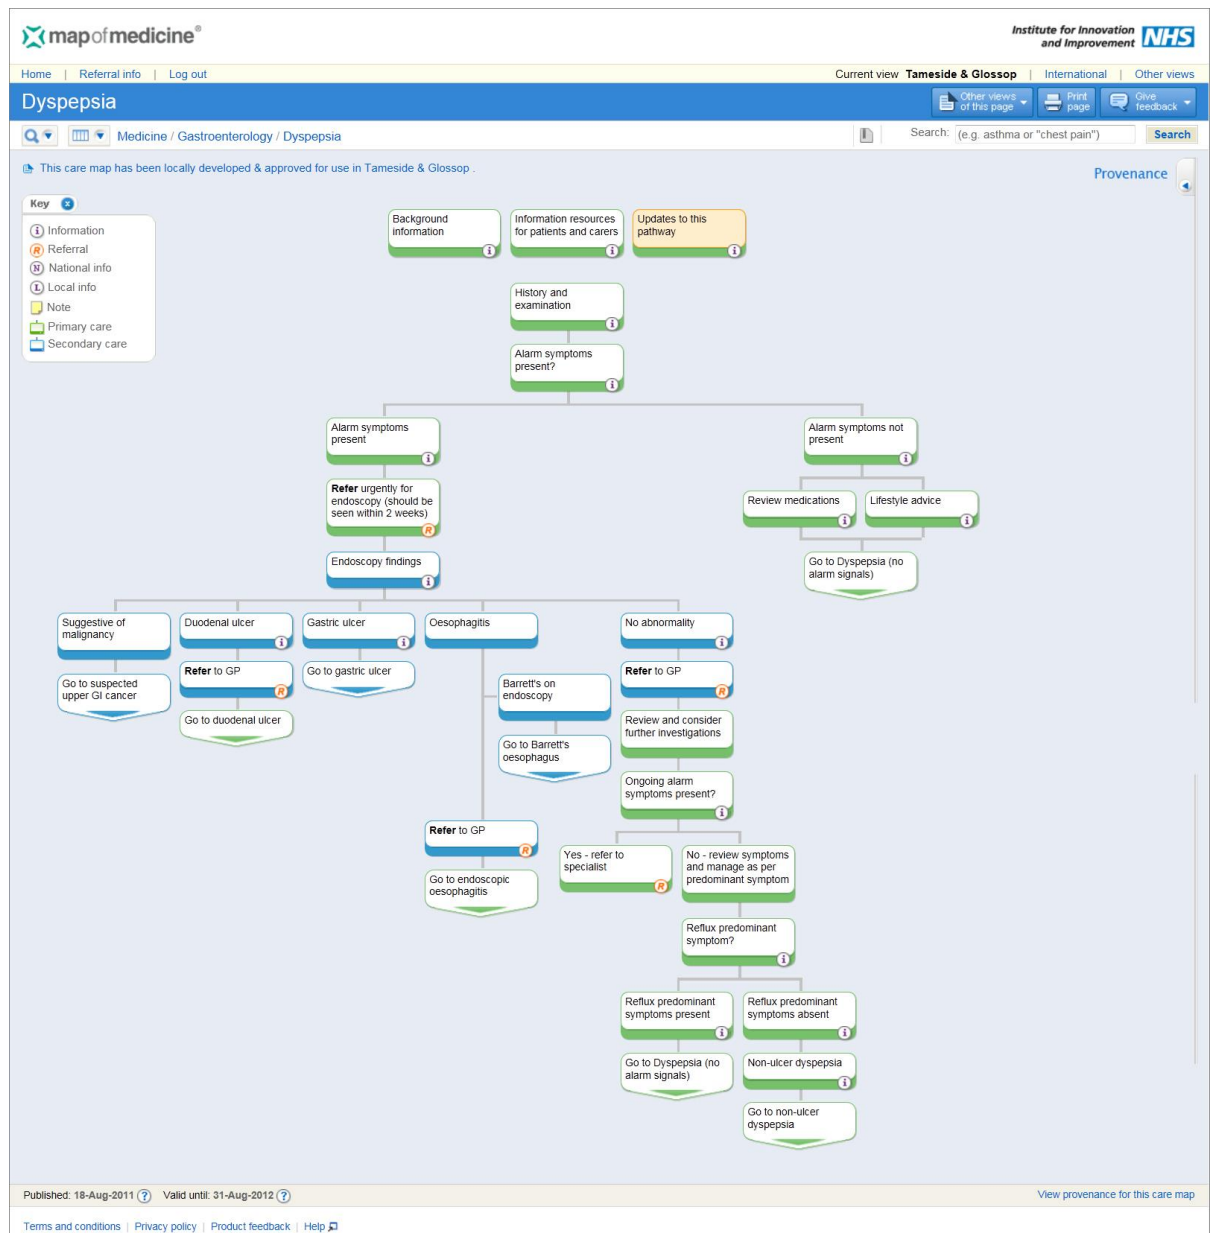 mapofmedicine®
Institute for Innovation
and Improvement NHS
Home | Referral info | Log out
Current view Tameside & Glossop | International | Other views
Dyspepsia
Other views
of this page
Print
page
Give
feedback
Medicine / Gastroenterology / Dyspepsia
Search: (e.g. asthma or "chest pain") Search
This care map has been locally developed & approved for use in Tameside & Glossop .
Provenance
Key x
i Information
R Referral
N National info
L Local info
Note
Primary care
Secondary care
Background
information
i
Information resources
for patients and carers
i
Updates to this
pathway
i
History and
examination
i
Alarm symptoms
present?
i
Alarm symptoms
present
i
Alarm symptoms not
present
i
Refer urgently for
endoscopy (should be
seen within 2 weeks)
R
Review medications
i
Lifestyle advice
i
Endoscopy findings
i
Go to Dyspepsia (no
alarm signals)
Suggestive of
malignancy
Duodenal ulcer
i
Gastric ulcer
i
Oesophagitis
No abnormality
i
Go to suspected
upper GI cancer
Refer to GP
R
Go to gastric ulcer
Barrett's on
endoscopy
Refer to GP
R
Go to duodenal ulcer
Review and consider
further investigations
Go to Barrett's
oesophagus
Ongoing alarm
symptoms present?
i
Refer to GP
R
Yes - refer to
specialist
R
No - review symptoms
and manage as per
predominant symptom
Go to endoscopic
oesophagitis
Reflux predominant
symptom?
i
Reflux predominant
symptoms present
i
Reflux predominant
symptoms absent
i
Go to Dyspepsia (no
alarm signals)
Non-ulcer dyspepsia
i
Go to non-ulcer
dyspepsia
Published: 18-Aug-2011 ? Valid until: 31-Aug-2012 ?
View provenance for this care map
Terms and conditions | Privacy policy | Product feedback | Help